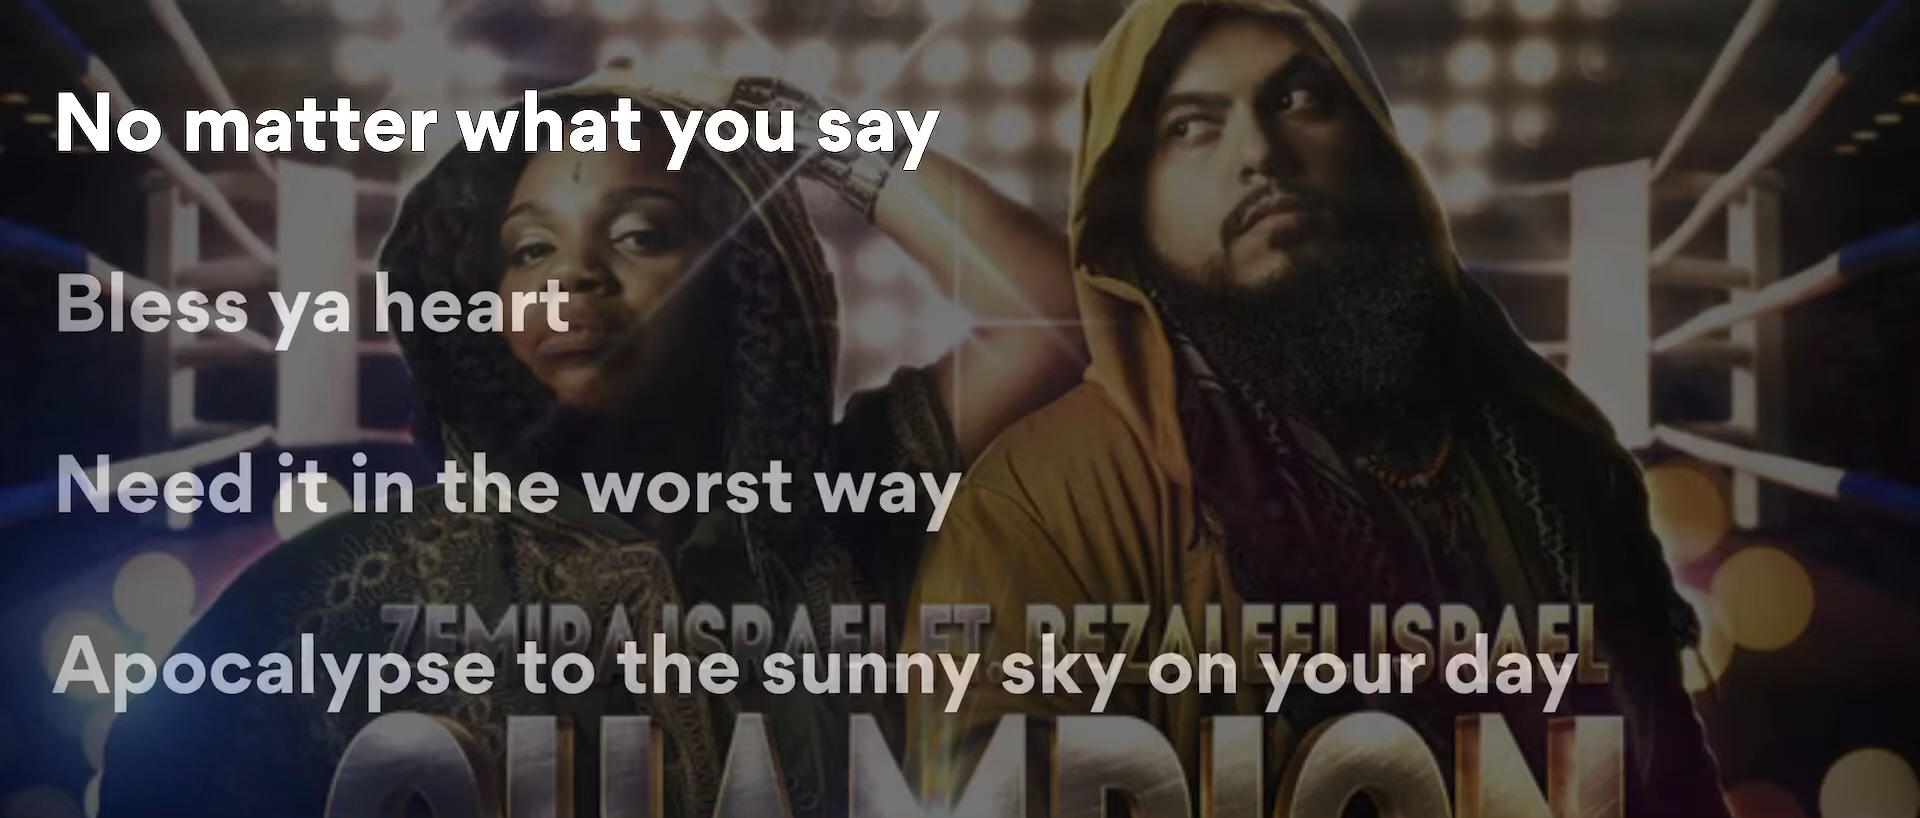 No matter what you say
Bless ya heart
Need it in the worst way
ZEMIRA ISRAEL FT. BEZALEEL ISRAEL
Apocalypse to the sunny sky on your day
CHAMPION